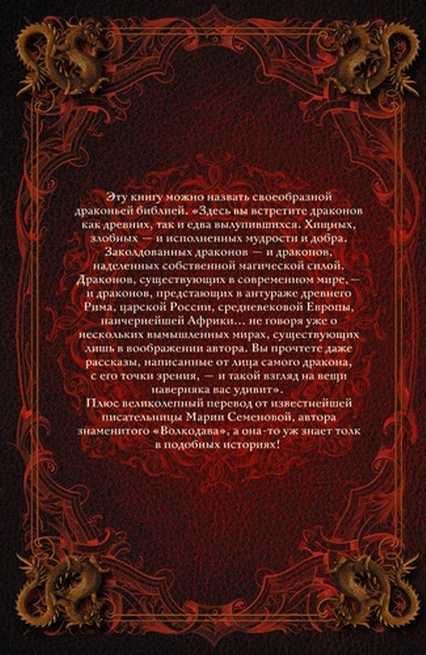 Эту книгу можно назвать своеобразной
драконьей библией. «Здесь вы встретите драконов
как древних, так и едва вылупившихся. Хищных,
злобных — и исполненных мудрости и добра.
Заколдованных драконов — и драконов,
наделенных собственной магической силой.
Драконов, существующих в современном мире,—
и драконов, предстающих в антураже древнего
Рима, царской России, средневековой Европы,
наичернейшей Африки... не говоря уже о
нескольких вымышленных мирах, существующих
лишь в воображении автора. Вы прочтете даже
рассказы, написанные от лица самого дракона,
с его точки зрения, — и такой взгляд на вещи
наверняка вас удивит».
Плюс великолепный перевод от известнейшей
писательницы Марии Семеновой, автора
знаменитого «Волкодава», а она-то уж знает толк
в подобных историях!